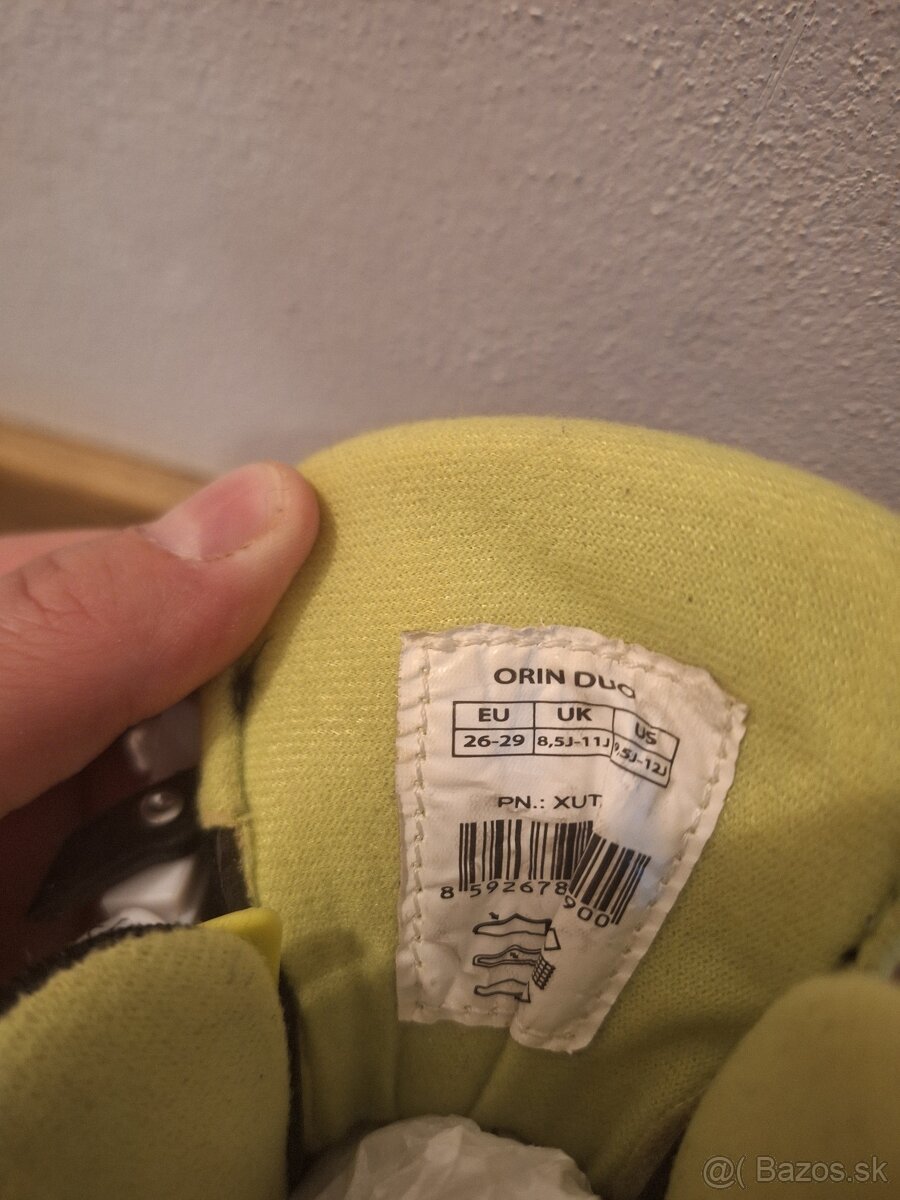 ORIN DUO
EU UK US
26-29 8,5J-11J 9,5J-12J
PN.: XUT
8 592678 900
@( Bazos.sk